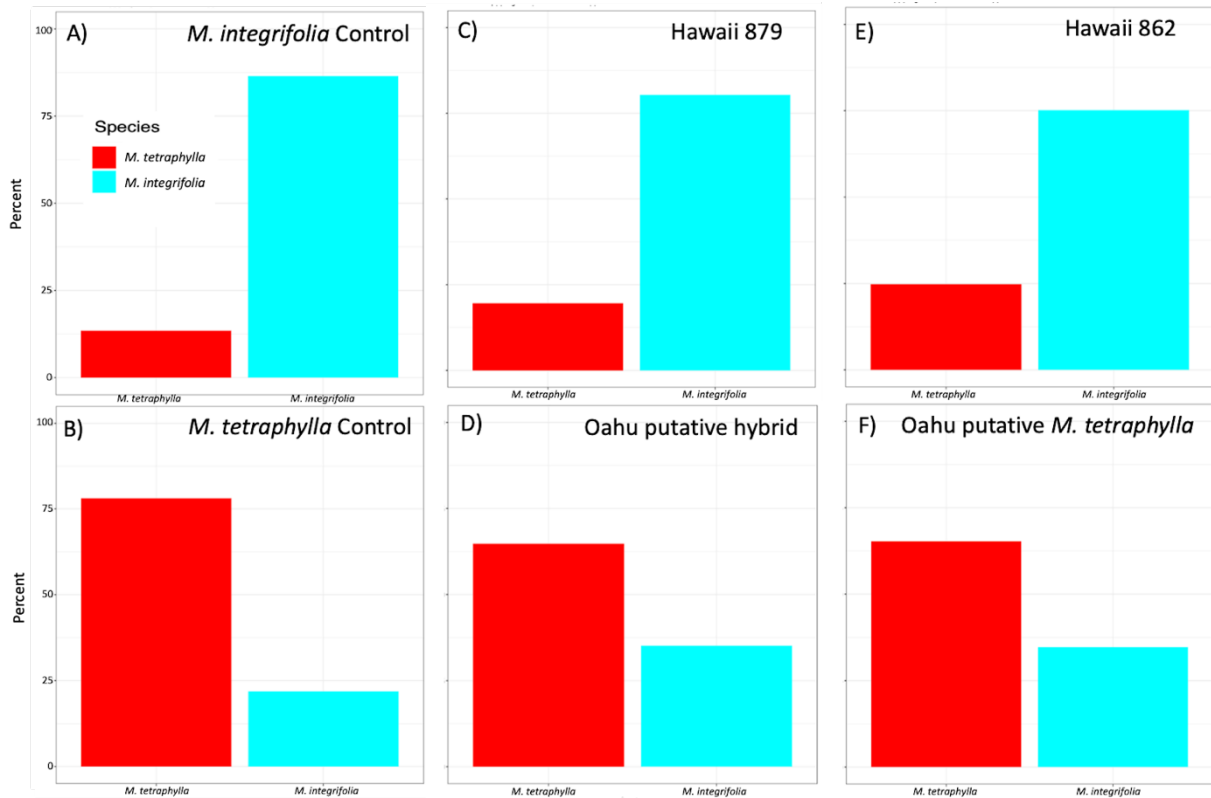 A) M. integrifolia Control
100
75
50
25
0
Percent
Species
M. tetraphylla
M. integrifolia
M. tetraphylla M. integrifolia
C) Hawaii 879
M. tetraphylla M. integrifolia
E) Hawaii 862
M. tetraphylla M. integrifolia
B) M. tetraphylla Control
100
75
50
25
0
Percent
M. tetraphylla M. integrifolia
D) Oahu putative hybrid
M. tetraphylla M. integrifolia
F) Oahu putative M. tetraphylla
M. tetraphylla M. integrifolia